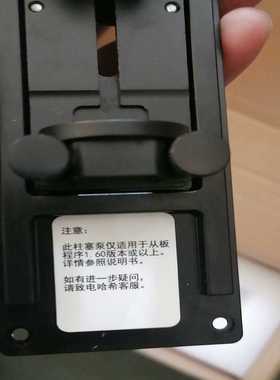 注意:
此柱塞泵仅适用于从板
程序1.60版本或以上。
详情参照说明书。
如有进一步疑问,
请致电哈希客服。